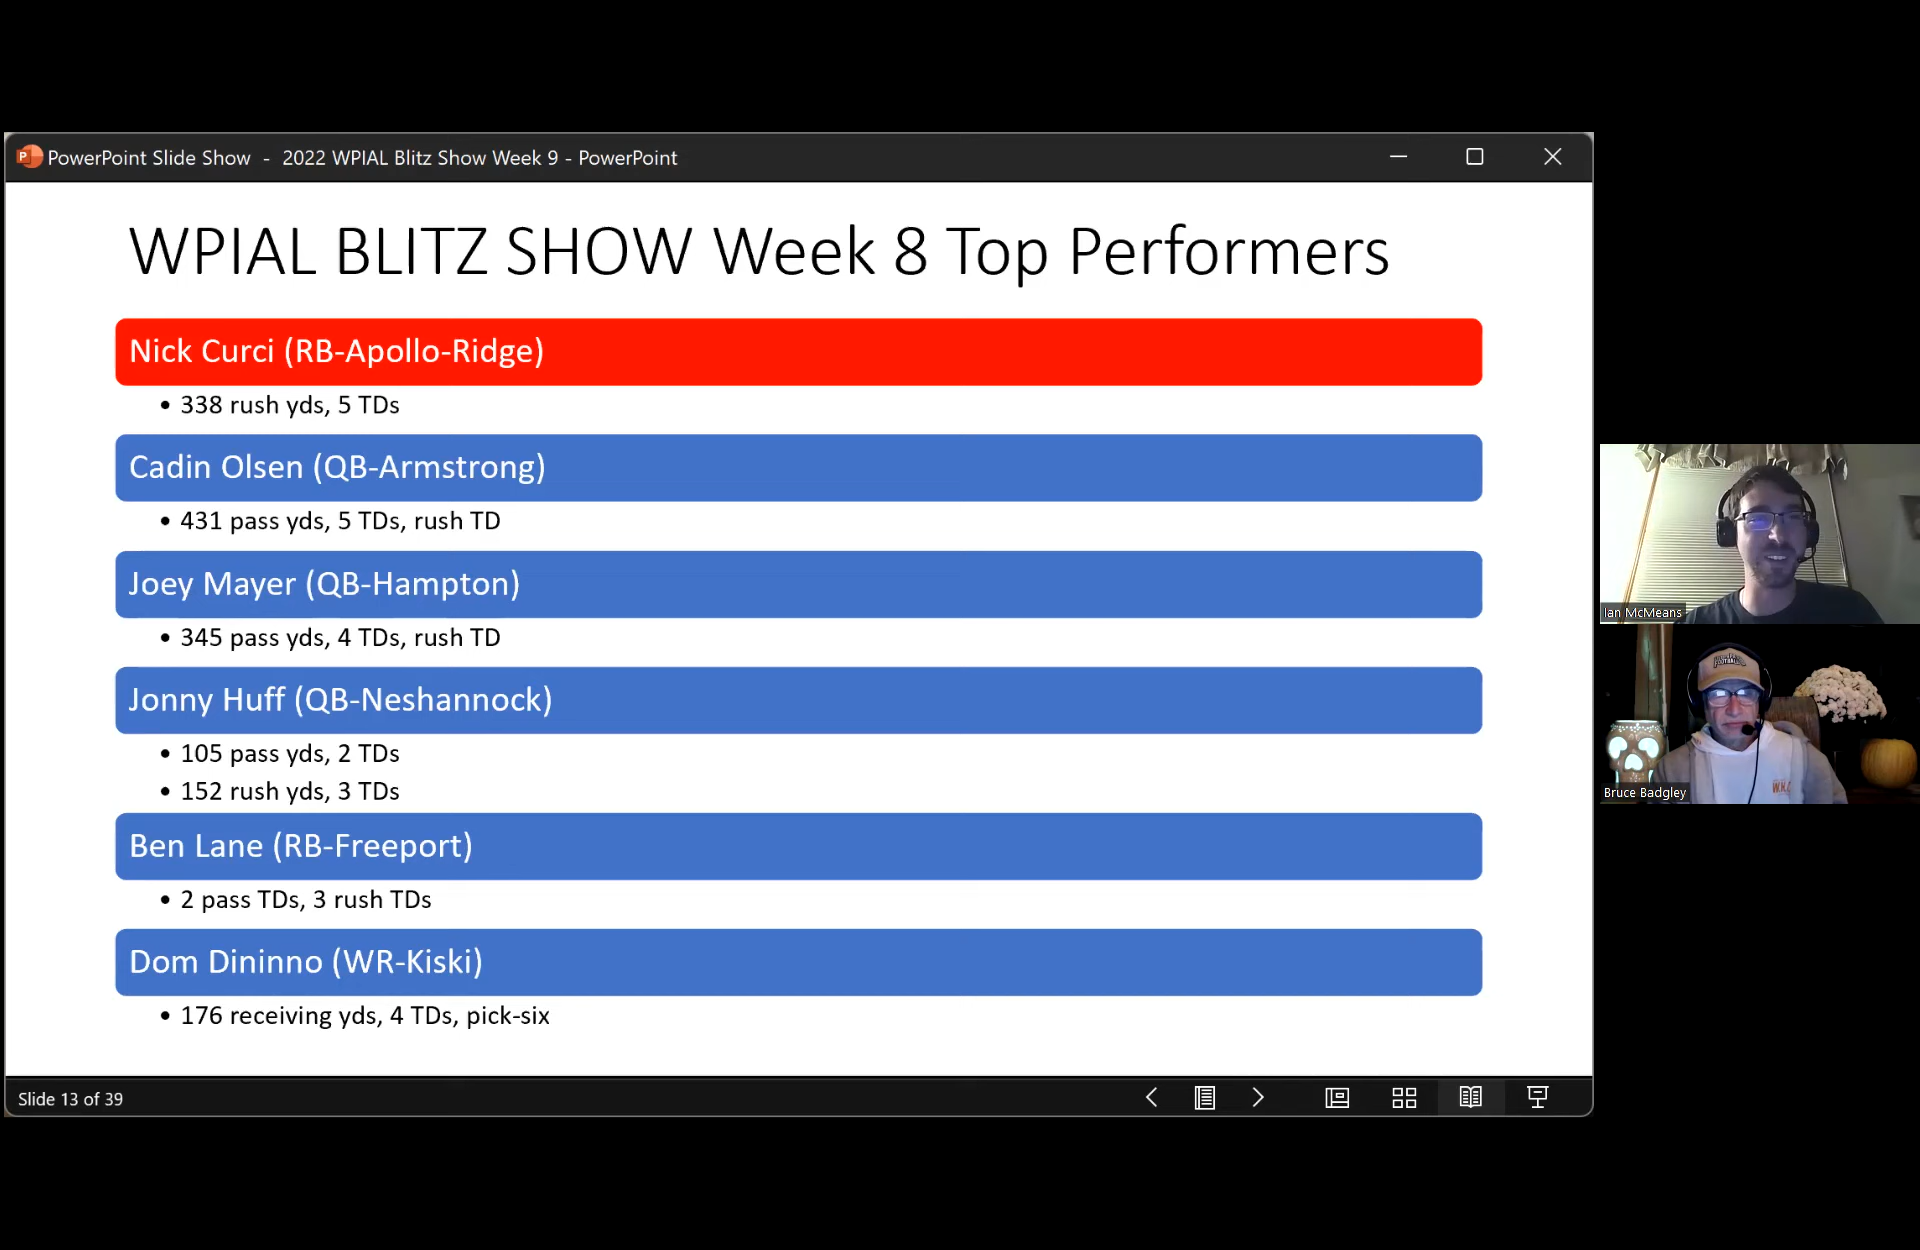 PowerPoint Slide Show - 2022 WPIAL Blitz Show Week 9 - PowerPoint
WPIAL BLITZ SHOW Week 8 Top Performers
Nick Curci (RB-Apollo-Ridge)
• 338 rush yds, 5 TDs
Cadin Olsen (QB-Armstrong)
• 431 pass yds, 5 TDs, rush TD
Joey Mayer (QB-Hampton)
• 345 pass yds, 4 TDs, rush TD
Jonny Huff (QB-Neshannock)
• 105 pass yds, 2 TDs
• 152 rush yds, 3 TDs
Ben Lane (RB-Freeport)
• 2 pass TDs, 3 rush TDs
Dom Dininno (WR-Kiski)
• 176 receiving yds, 4 TDs, pick-six
Slide 13 of 39
Ian McMeans
FOOTBALL
Bruce Badgley